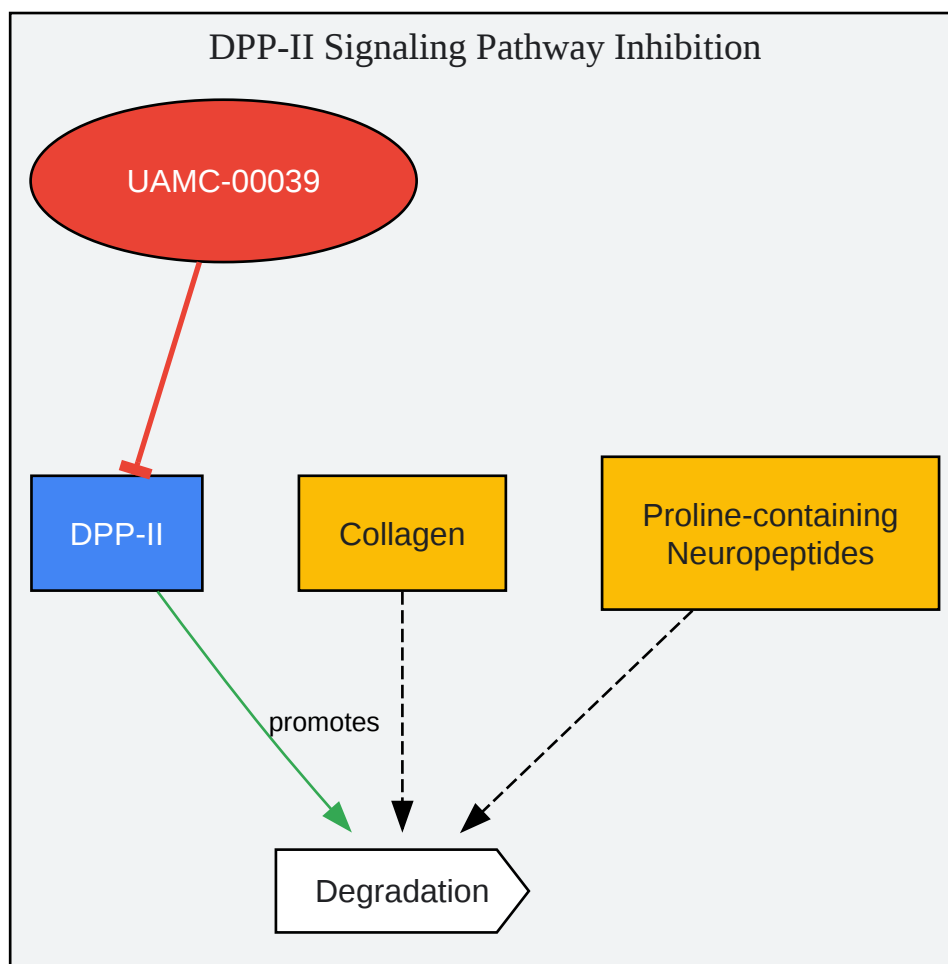 DPP-II Signaling Pathway Inhibition
UAMC-00039
DPP-II
Collagen
Proline-containing
Neuropeptides
promotes
Degradation